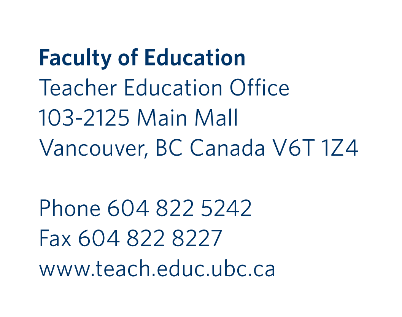 Faculty of Education
Teacher Education Office
103-2125 Main Mall
Vancouver, BC Canada V6T 1Z4
Phone 604 822 5242
Fax 604 822 8227
www.teach.educ.ubc.ca